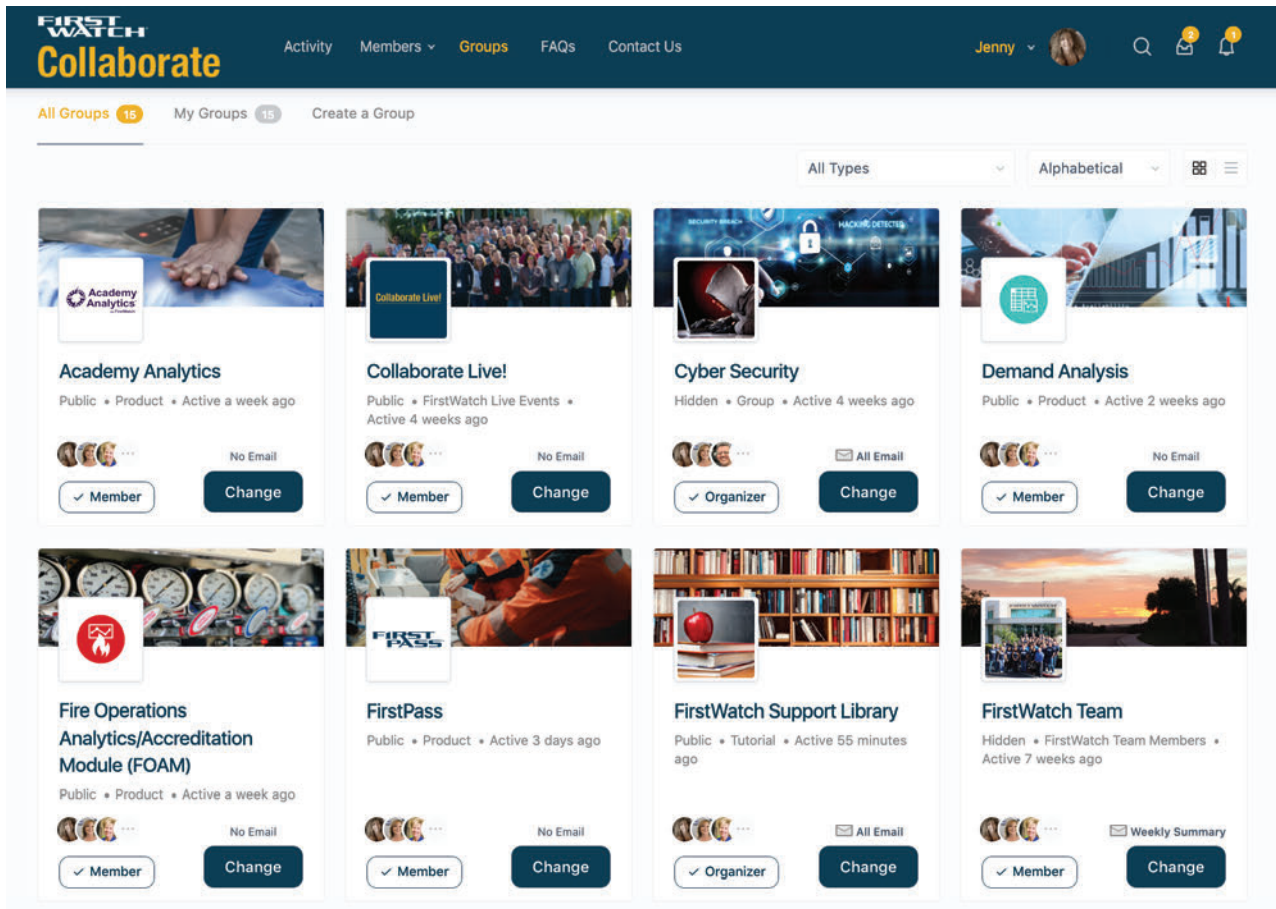 FIRST
WATCH
Collaborate
Activity
Members
Groups
FAQs
Contact Us
Jenny
2
1
All Groups 15
My Groups 15
Create a Group
All Types
Alphabetical
Academy
Analytics
Academy Analytics
Public • Product • Active a week ago
No Email
Member
Change
Collaborate Live!
Collaborate Live!
Public • FirstWatch Live Events •
Active 4 weeks ago
No Email
Member
Change
SECURITY BREACH
HACKING DETECTED
Cyber Security
Hidden • Group • Active 4 weeks ago
All Email
Organizer
Change
Demand Analysis
Public • Product • Active 2 weeks ago
No Email
Member
Change
Fire Operations
Analytics/Accreditation
Module (FOAM)
Public • Product • Active a week ago
No Email
Member
Change
FIRST
PASS
FirstPass
Public • Product • Active 3 days ago
No Email
Member
Change
FirstWatch Support Library
Public • Tutorial • Active 55 minutes
ago
All Email
Organizer
Change
FirstWatch Team
Hidden • FirstWatch Team Members •
Active 7 weeks ago
Weekly Summary
Member
Change